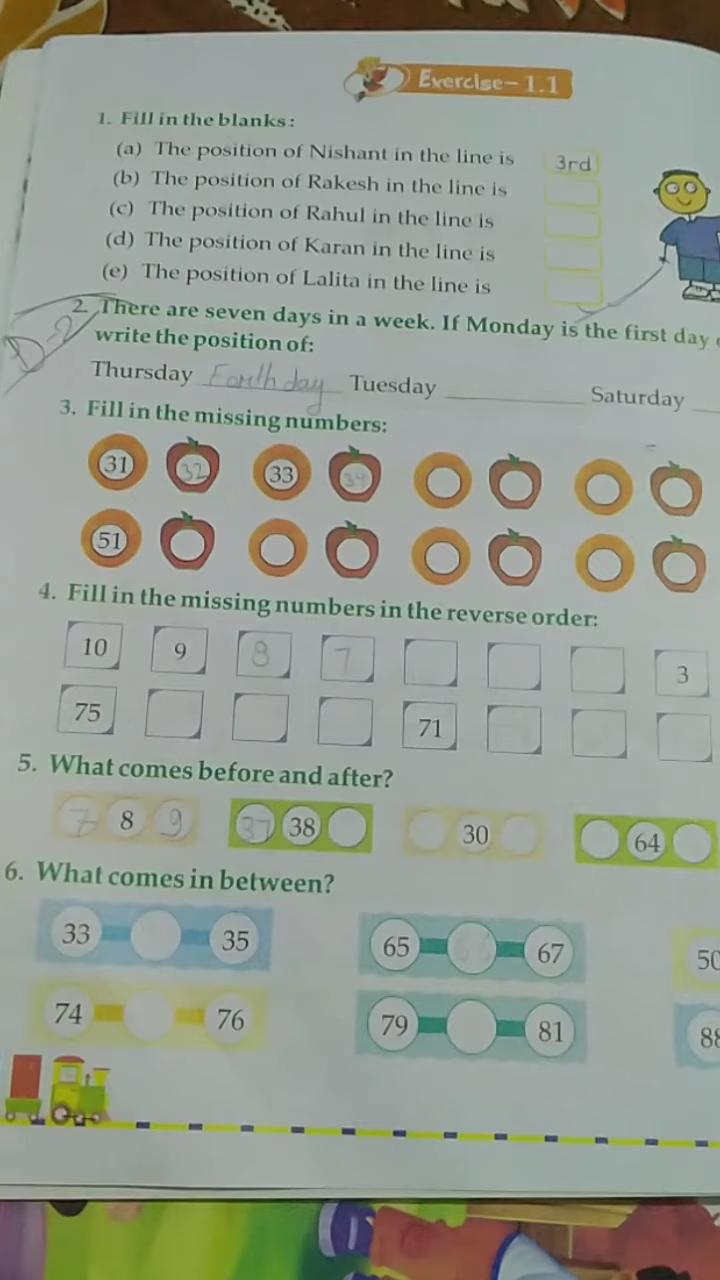 Exercise- 1.1
1. Fill in the blanks:
(a) The position of Nishant in the line is 3rd
(b) The position of Rakesh in the line is
(c) The position of Rahul in the line is
(d) The position of Karan in the line is
(e) The position of Lalita in the line is
D-2
2. There are seven days in a week. If Monday is the first day
write the position of:
Thursday Fourth day Tuesday Saturday
3. Fill in the missing numbers:
31 32 33 34
51
4. Fill in the missing numbers in the reverse order:
10 9 8 7 3
75 71
5. What comes before and after?
7 8 9 37 38 30 64
6. What comes in between?
33 35 65 66 67 50
74 76 79 81 88